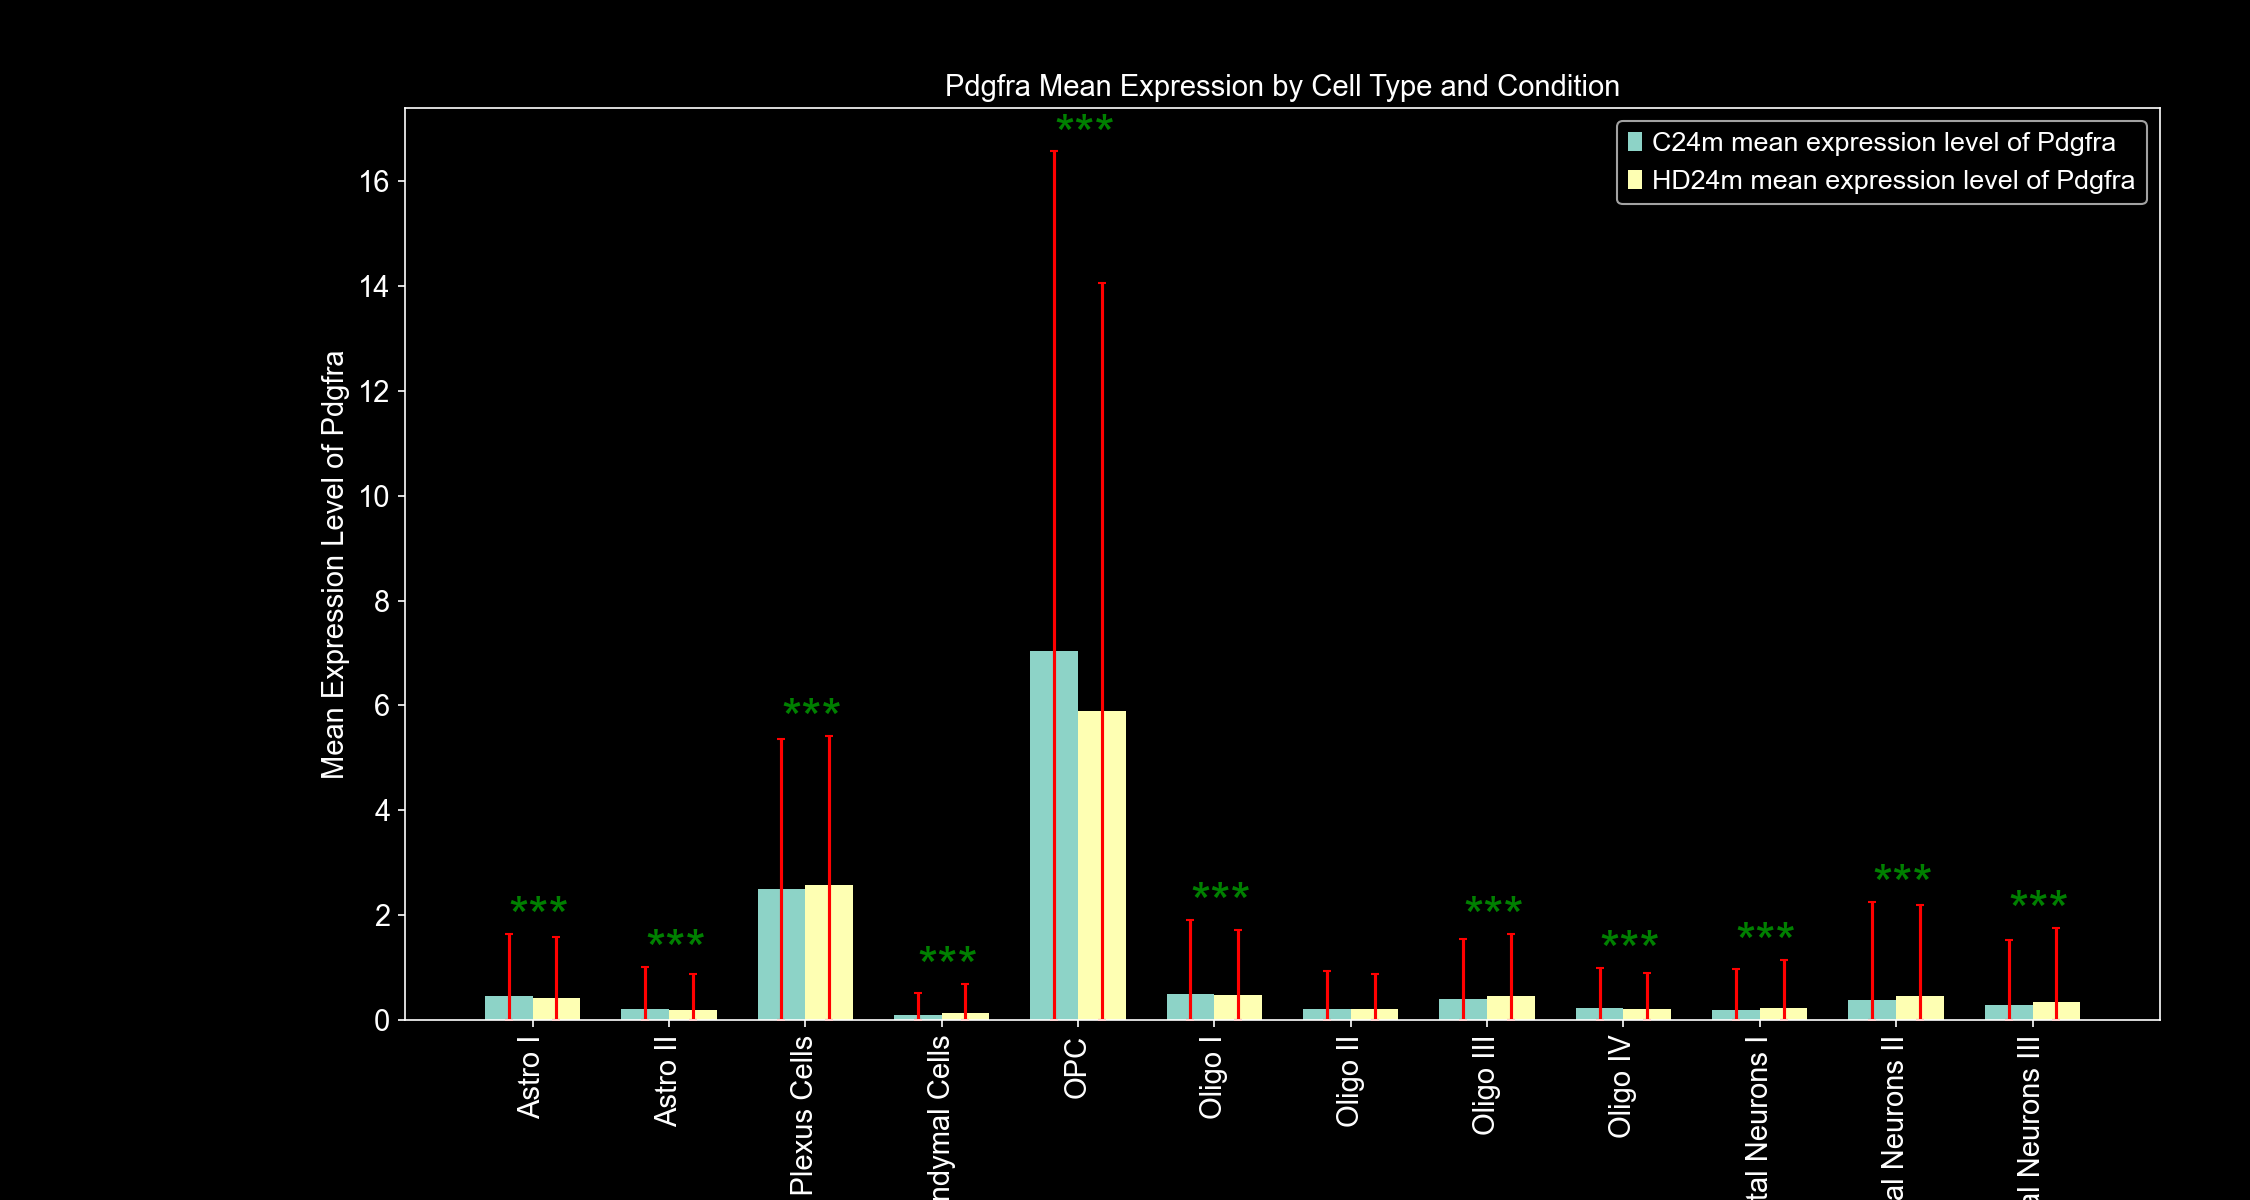 Pdgfra Mean Expression by Cell Type and Condition
***
C24m mean expression level of Pdgfra
HD24m mean expression level of Pdgfra
Mean Expression Level of Pdgfra
16
14
12
10
8
6
4
2
0
***
***
***
***
***
***
***
***
***
***
Astro I
Astro II
Plexus Cells
ndymal Cells
OPC
Oligo I
Oligo II
Oligo III
Oligo IV
tal Neurons I
al Neurons II
al Neurons III